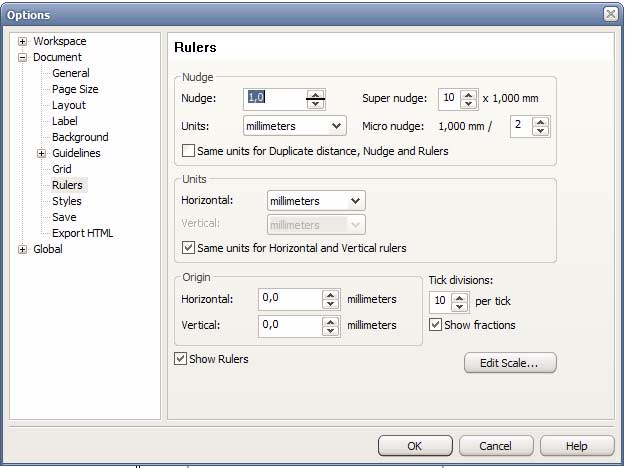 Options
Workspace
Document
General
Page Size
Layout
Label
Background
Guidelines
Grid
Rulers
Styles
Save
Export HTML
Global
Rulers
Nudge
Nudge: 1,0 Super nudge: 10 x 1,000 mm
Units: millimeters Micro nudge: 1,000 mm / 2
Same units for Duplicate distance, Nudge and Rulers
Units
Horizontal: millimeters
Vertical: millimeters
Same units for Horizontal and Vertical rulers
Origin
Horizontal: 0,0 millimeters
Vertical: 0,0 millimeters
Tick divisions:
10 per tick
Show fractions
Show Rulers
Edit Scale...
OK Cancel Help